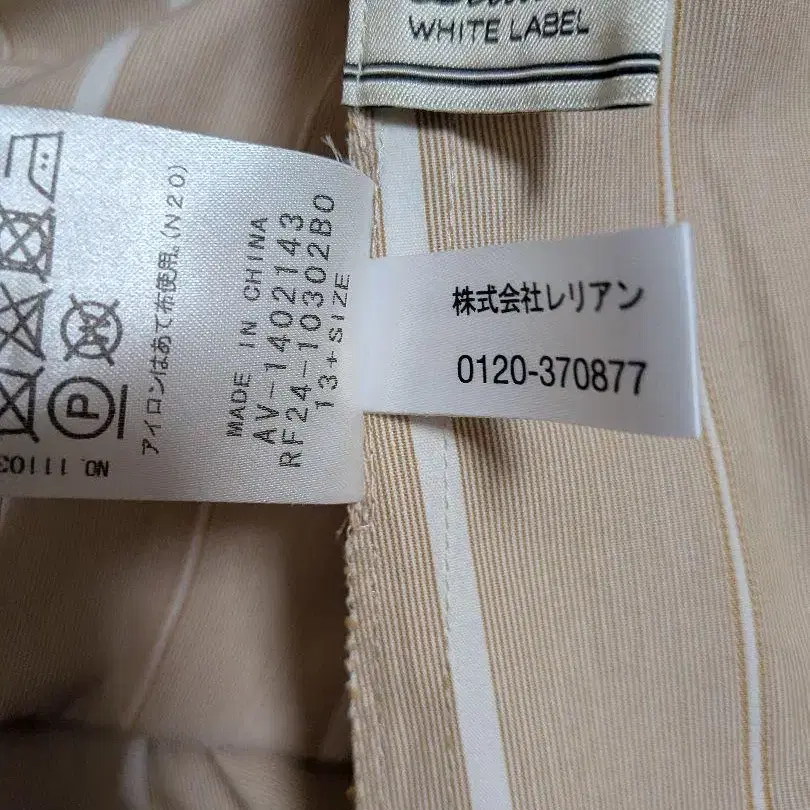 WHITE LABEL
株式会社レリアン
0120-370877
MADE IN CHINA
AV-1402143
RF24-10302B0
13+SIZE
アイロンはあて布使用。(N20)
P
NO. 11103